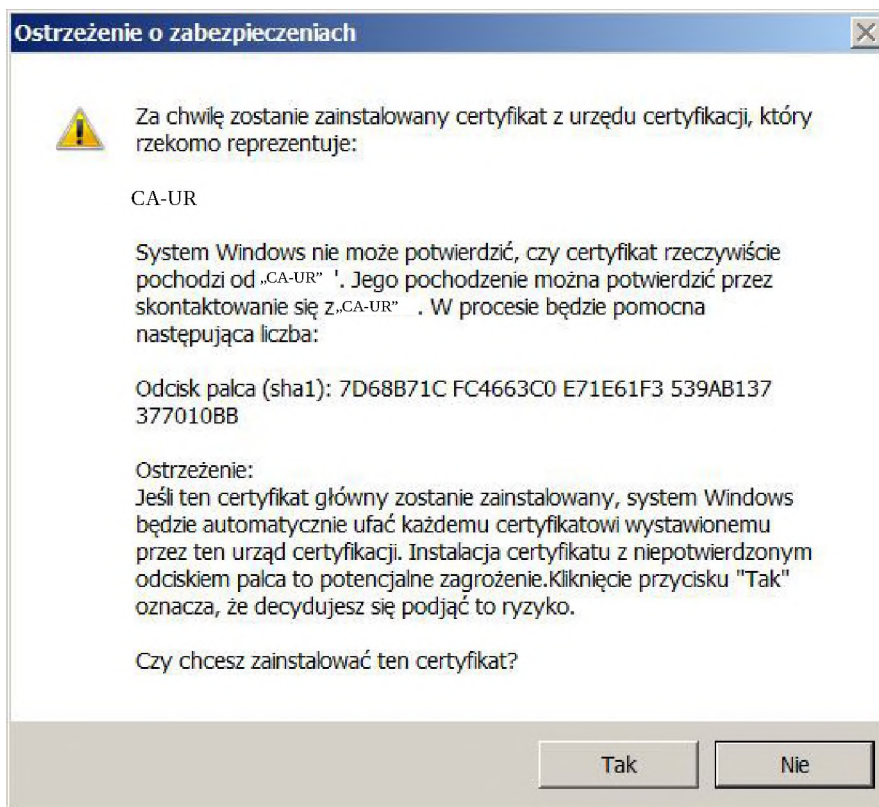 Ostrzeżenie o zabezpieczeniach
Za chwilę zostanie zainstalowany certyfikat z urzędu certyfikacji, który
rzekomo reprezentuje:
CA-UR
System Windows nie może potwierdzić, czy certyfikat rzeczywiście
pochodzi od „CA-UR” '. Jego pochodzenie można potwierdzić przez
skontaktowanie się z„CA-UR” . W procesie będzie pomocna
następująca liczba:
Odcisk palca (sha1): 7D68B71C FC4663C0 E71E61F3 539AB137
377010BB
Ostrzeżenie:
Jeśli ten certyfikat główny zostanie zainstalowany, system Windows
będzie automatycznie ufać każdemu certyfikatowi wystawionemu
przez ten urząd certyfikacji. Instalacja certyfikatu z niepotwierdzonym
odciskiem palca to potencjalne zagrożenie.Kliknięcie przycisku "Tak"
oznacza, że decydujesz się podjąć to ryzyko.
Czy chcesz zainstalować ten certyfikat?
Tak Nie